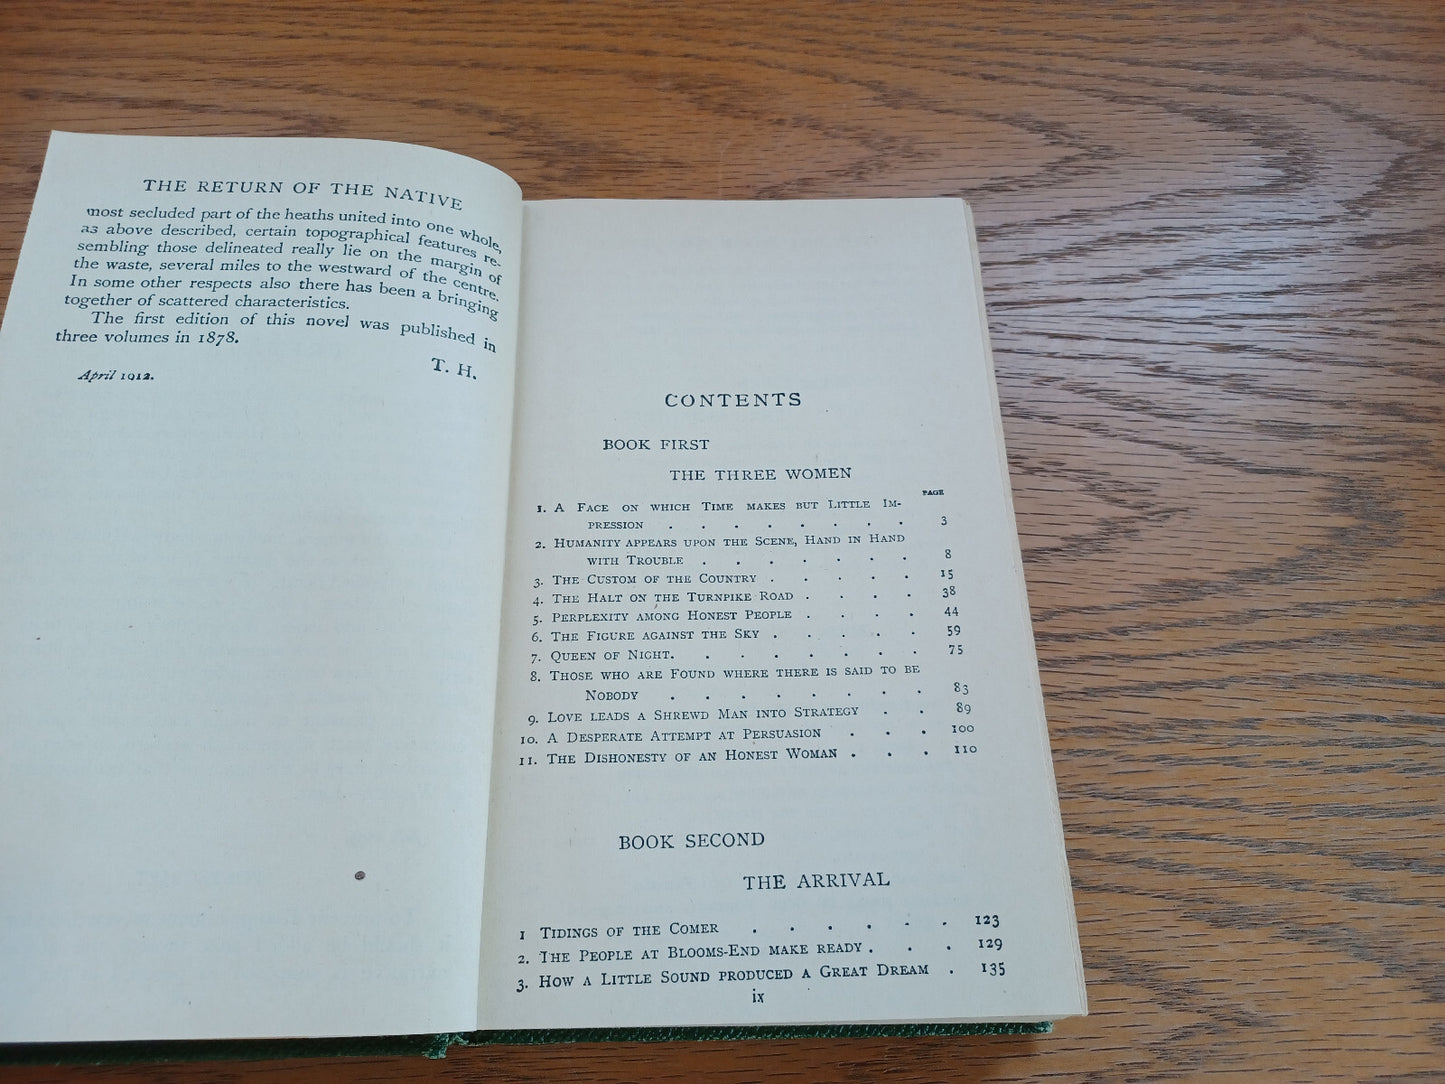 THE RETURN OF THE NATIVE
most secluded part of the heaths united into one whole,
as above described, certain topographical features re-
sembling those delineated really lie on the margin of
the waste, several miles to the westward of the centre.
In some other respects also there has been a bringing
together of scattered characteristics.
The first edition of this novel was published in
three volumes in 1878.
T. H.
April 1912.
CONTENTS
BOOK FIRST
THE THREE WOMEN
PAGE
1. A Face on which Time makes but Little Im-
pression . . . . . . . . 3
2. Humanity appears upon the Scene, Hand in Hand
with Trouble . . . . . . 8
3. The Custom of the Country . . . . . 15
4. The Halt on the Turnpike Road . . . . 38
5. Perplexity among Honest People . . . . 44
6. The Figure against the Sky . . . . . 59
7. Queen of Night. . . . . . . . 75
8. Those who are Found where there is said to be
Nobody . . . . . . . . 83
9. Love leads a Shrewd Man into Strategy . . 89
10. A Desperate Attempt at Persuasion . . . 100
11. The Dishonesty of an Honest Woman . . . 110
BOOK SECOND
THE ARRIVAL
1 Tidings of the Comer . . . . . . 123
2. The People at Blooms-End make ready . . . 129
3. How a Little Sound produced a Great Dream . 135
ix